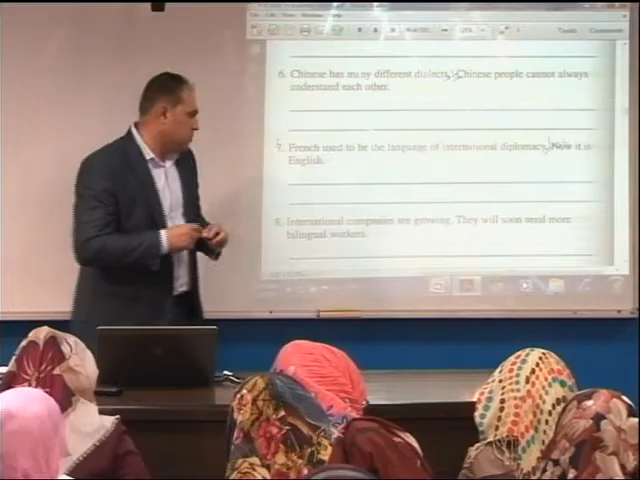 6. Chinese has many different dialects, Chinese people cannot always
understand each other.
7. French used to be the language of international diplomacy, Now it is
English.
8. International companies are growing. They will soon need more
bilingual workers.
Tools
Comment